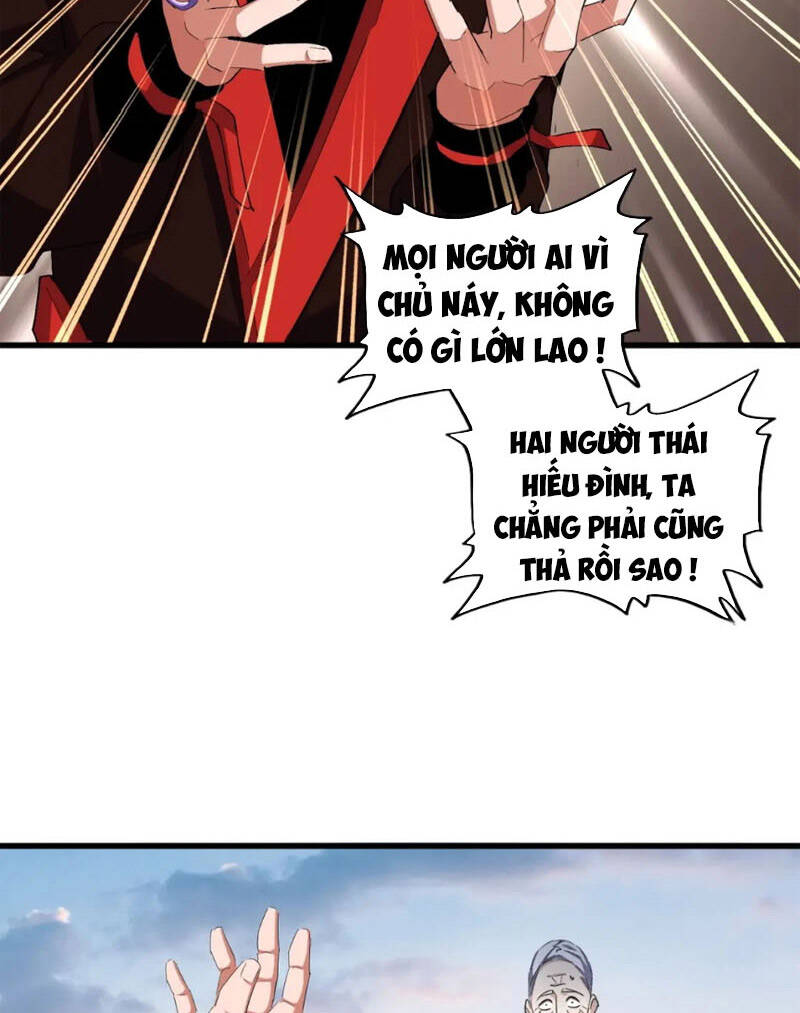 MỌI NGƯỜI AI VÌ
CHỦ NÁY, KHÔNG
CÓ GÌ LỚN LAO !
HAI NGƯỜI THÁI
HIẾU ĐÌNH, TA
CHẲNG PHẢI CŨNG
THẢ RỒI SAO !